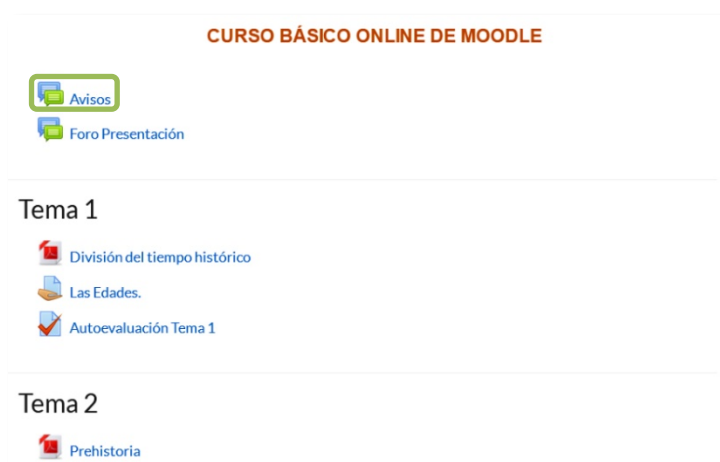 CURSO BÁSICO ONLINE DE MOODLE
Avisos
Foro Presentación
Tema 1
División del tiempo histórico
Las Edades.
Autoevaluación Tema 1
Tema 2
Prehistoria